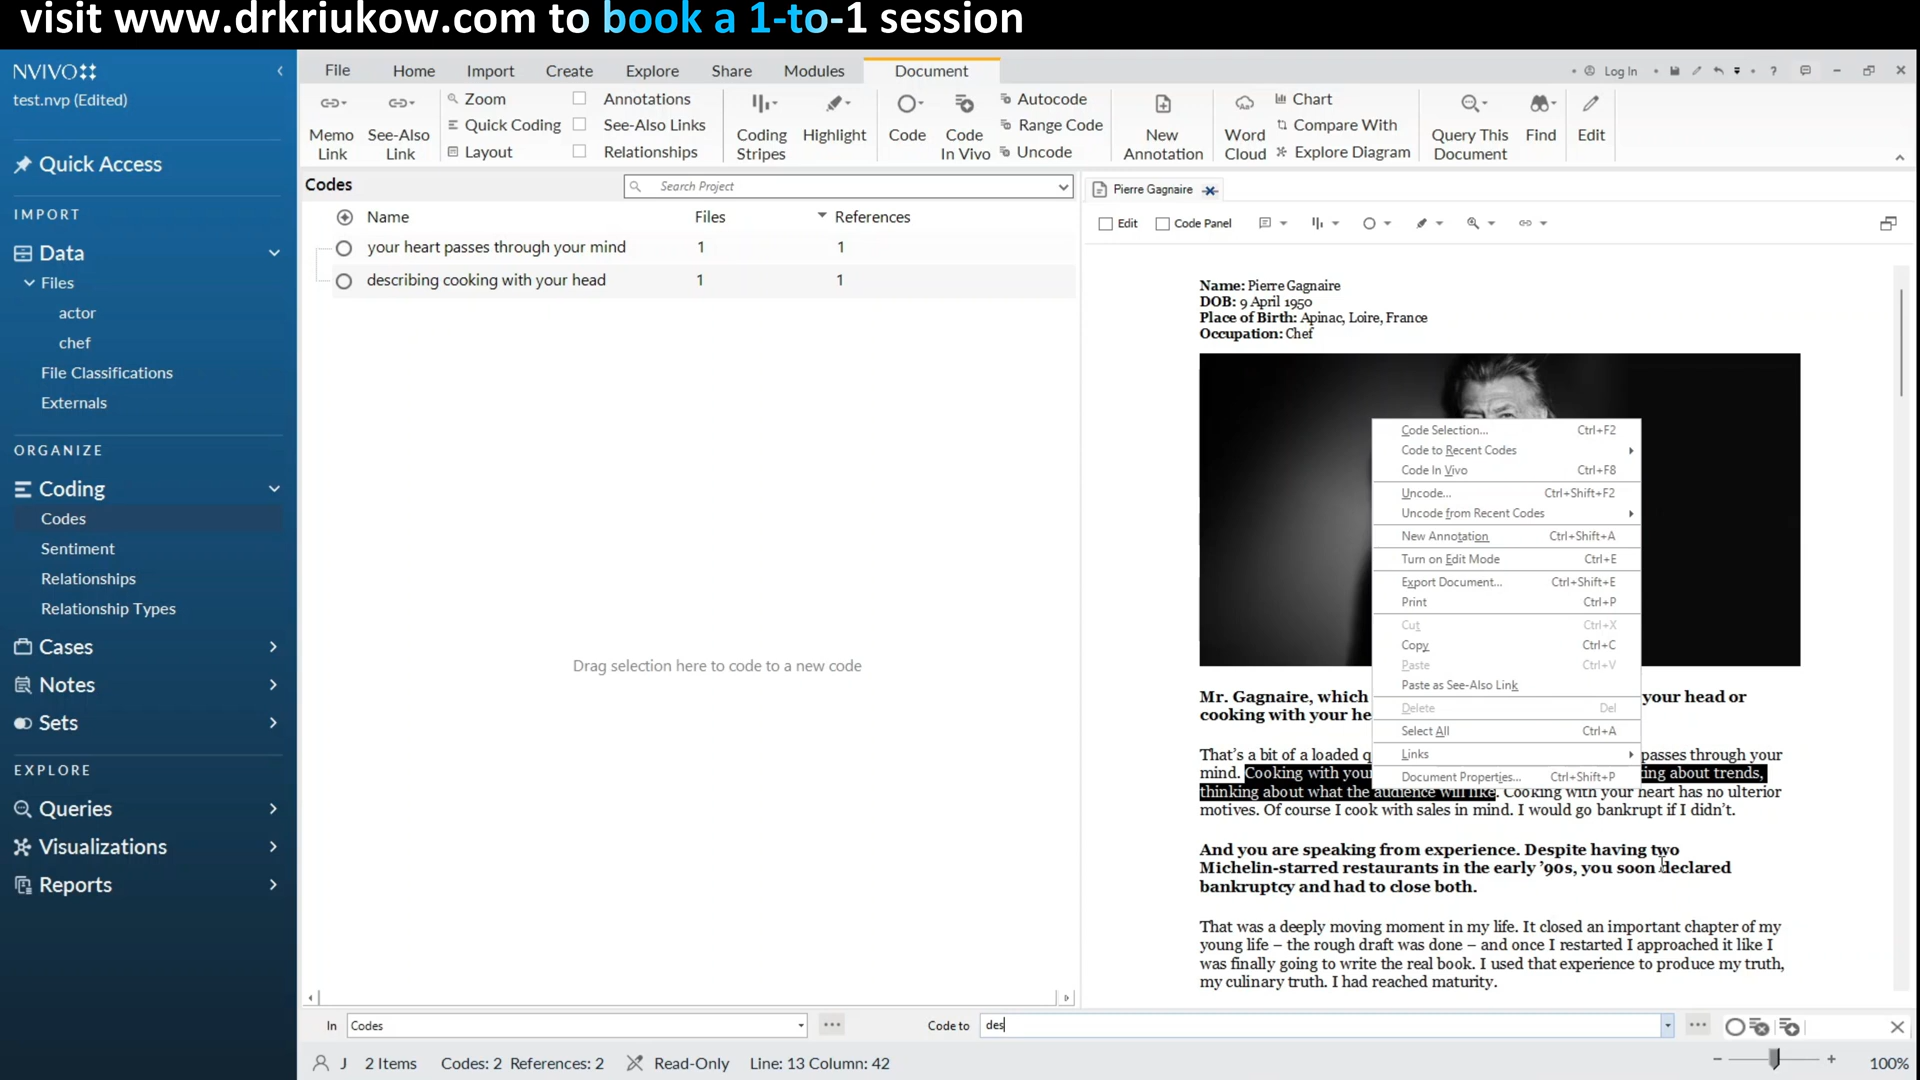 visit www.drkriukow.com to book a 1-to-1 session
NVIVO
test.nvp (Edited)
File Home Import Create Explore Share Modules Document
Log In
Memo Link
See-Also Link
Zoom
Quick Coding
Layout
Annotations
See-Also Links
Relationships
Coding Stripes
Highlight
Code
Code In Vivo
Autocode
Range Code
Uncode
New Annotation
Word Cloud
Chart
Compare With
Explore Diagram
Query This Document
Find
Edit
Quick Access
IMPORT
Data
Files
actor
chef
File Classifications
Externals
ORGANIZE
Coding
Codes
Sentiment
Relationships
Relationship Types
Cases
Notes
Sets
EXPLORE
Queries
Visualizations
Reports
Codes
Search Project
Name Files References
your heart passes through your mind 1 1
describing cooking with your head 1 1
Drag selection here to code to a new code
Pierre Gagnaire
Edit Code Panel
Name: Pierre Gagnaire
DOB: 9 April 1950
Place of Birth: Apinac, Loire, France
Occupation: Chef
Code Selection... Ctrl+F2
Code to Recent Codes
Code In Vivo Ctrl+F8
Uncode... Ctrl+Shift+F2
Uncode from Recent Codes
New Annotation Ctrl+Shift+A
Turn on Edit Mode Ctrl+E
Export Document... Ctrl+Shift+E
Print Ctrl+P
Cut Ctrl+X
Copy Ctrl+C
Paste Ctrl+V
Paste as See-Also Link
Delete Del
Select All Ctrl+A
Links
Document Properties... Ctrl+Shift+P
Mr. Gagnaire, which your head or
cooking with your he
That's a bit of a loaded q passes through your
mind. Cooking with your ing about trends,
thinking about what the audience will like. Cooking with your heart has no ulterior
motives. Of course I cook with sales in mind. I would go bankrupt if I didn't.
And you are speaking from experience. Despite having two
Michelin-starred restaurants in the early '90s, you soon declared
bankruptcy and had to close both.
That was a deeply moving moment in my life. It closed an important chapter of my
young life – the rough draft was done – and once I restarted I approached it like I
was finally going to write the real book. I used that experience to produce my truth,
my culinary truth. I had reached maturity.
In Codes
Code to des
J 2 Items Codes: 2 References: 2 Read-Only Line: 13 Column: 42
100%